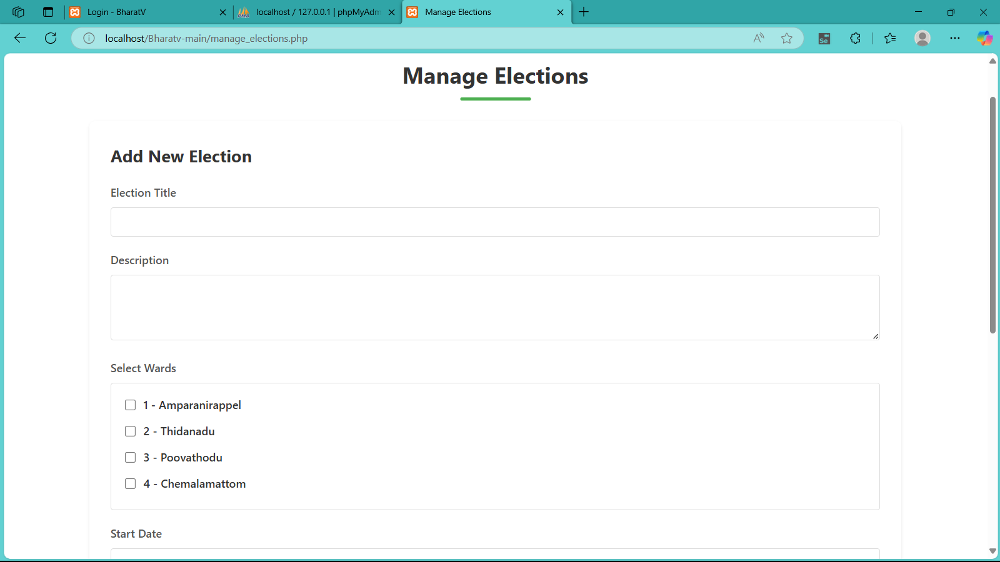 Login - BharatV
localhost / 127.0.0.1 | phpMyAdm
Manage Elections
localhost/Bharatv-main/manage_elections.php
Manage Elections
Add New Election
Election Title
Description
Select Wards
1 - Amparanirappel
2 - Thidanadu
3 - Poovathodu
4 - Chemalamattom
Start Date